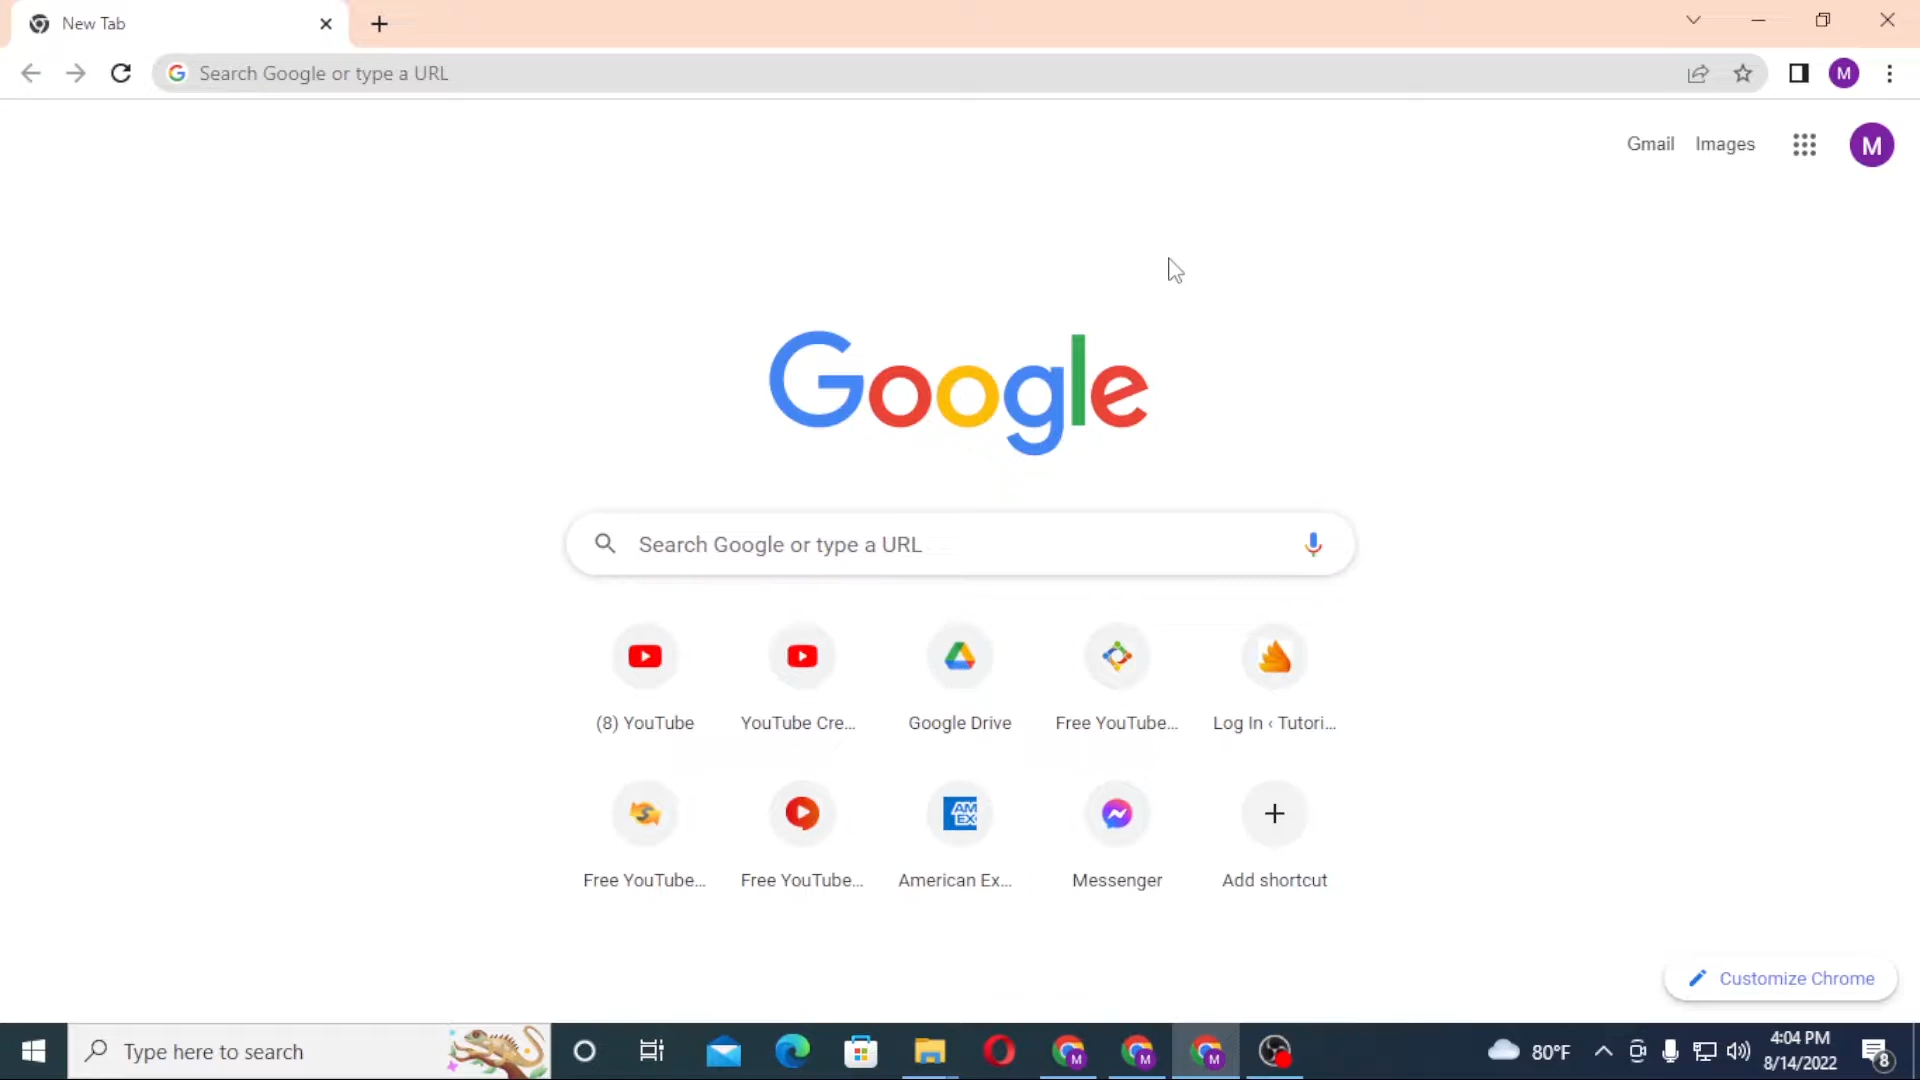 New Tab
Search Google or type a URL
M
Gmail Images
M
Google
Search Google or type a URL
(8) YouTube YouTube Cre... Google Drive Free YouTube... Log In ‹ Tutori...
AM
EX
Free YouTube... Free YouTube... American Ex... Messenger Add shortcut
Customize Chrome
Type here to search
M
M
M
80°F
4:04 PM
8/14/2022
8